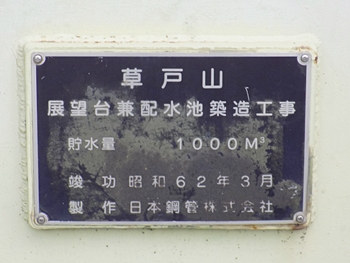 草戸山
展望台兼配水池築造工事
貯水量 1000M³
竣功 昭和62年3月
製作 日本鋼管株式会社